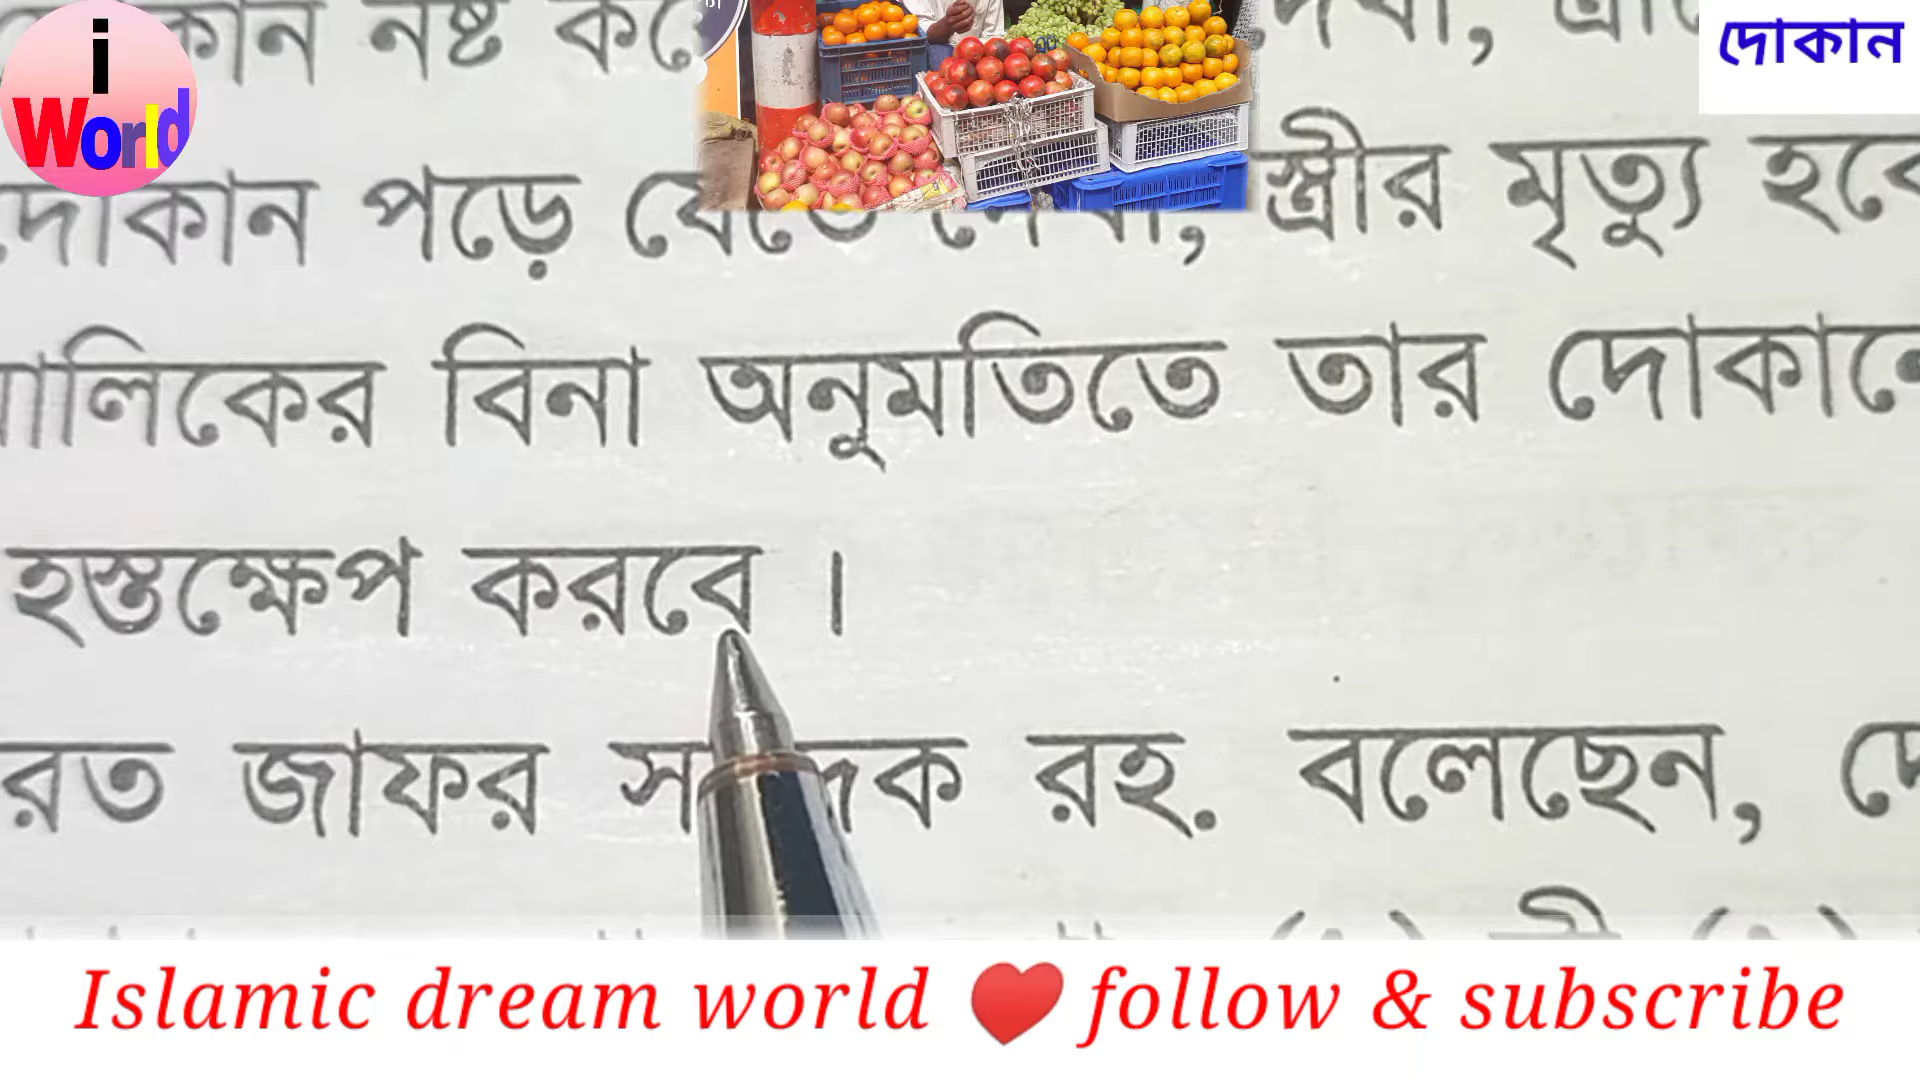 i
World
দোকান
কান নষ্ট
দোকান পড়ে যেতে দেখা, স্ত্রীর মৃত্যু হবে
মালিকের বিনা অনুমতিতে তার দোকানে
হস্তক্ষেপ করবে ।
রত জাফর সাদেক রহ. বলেছেন,
Islamic dream world ❤ follow & subscribe